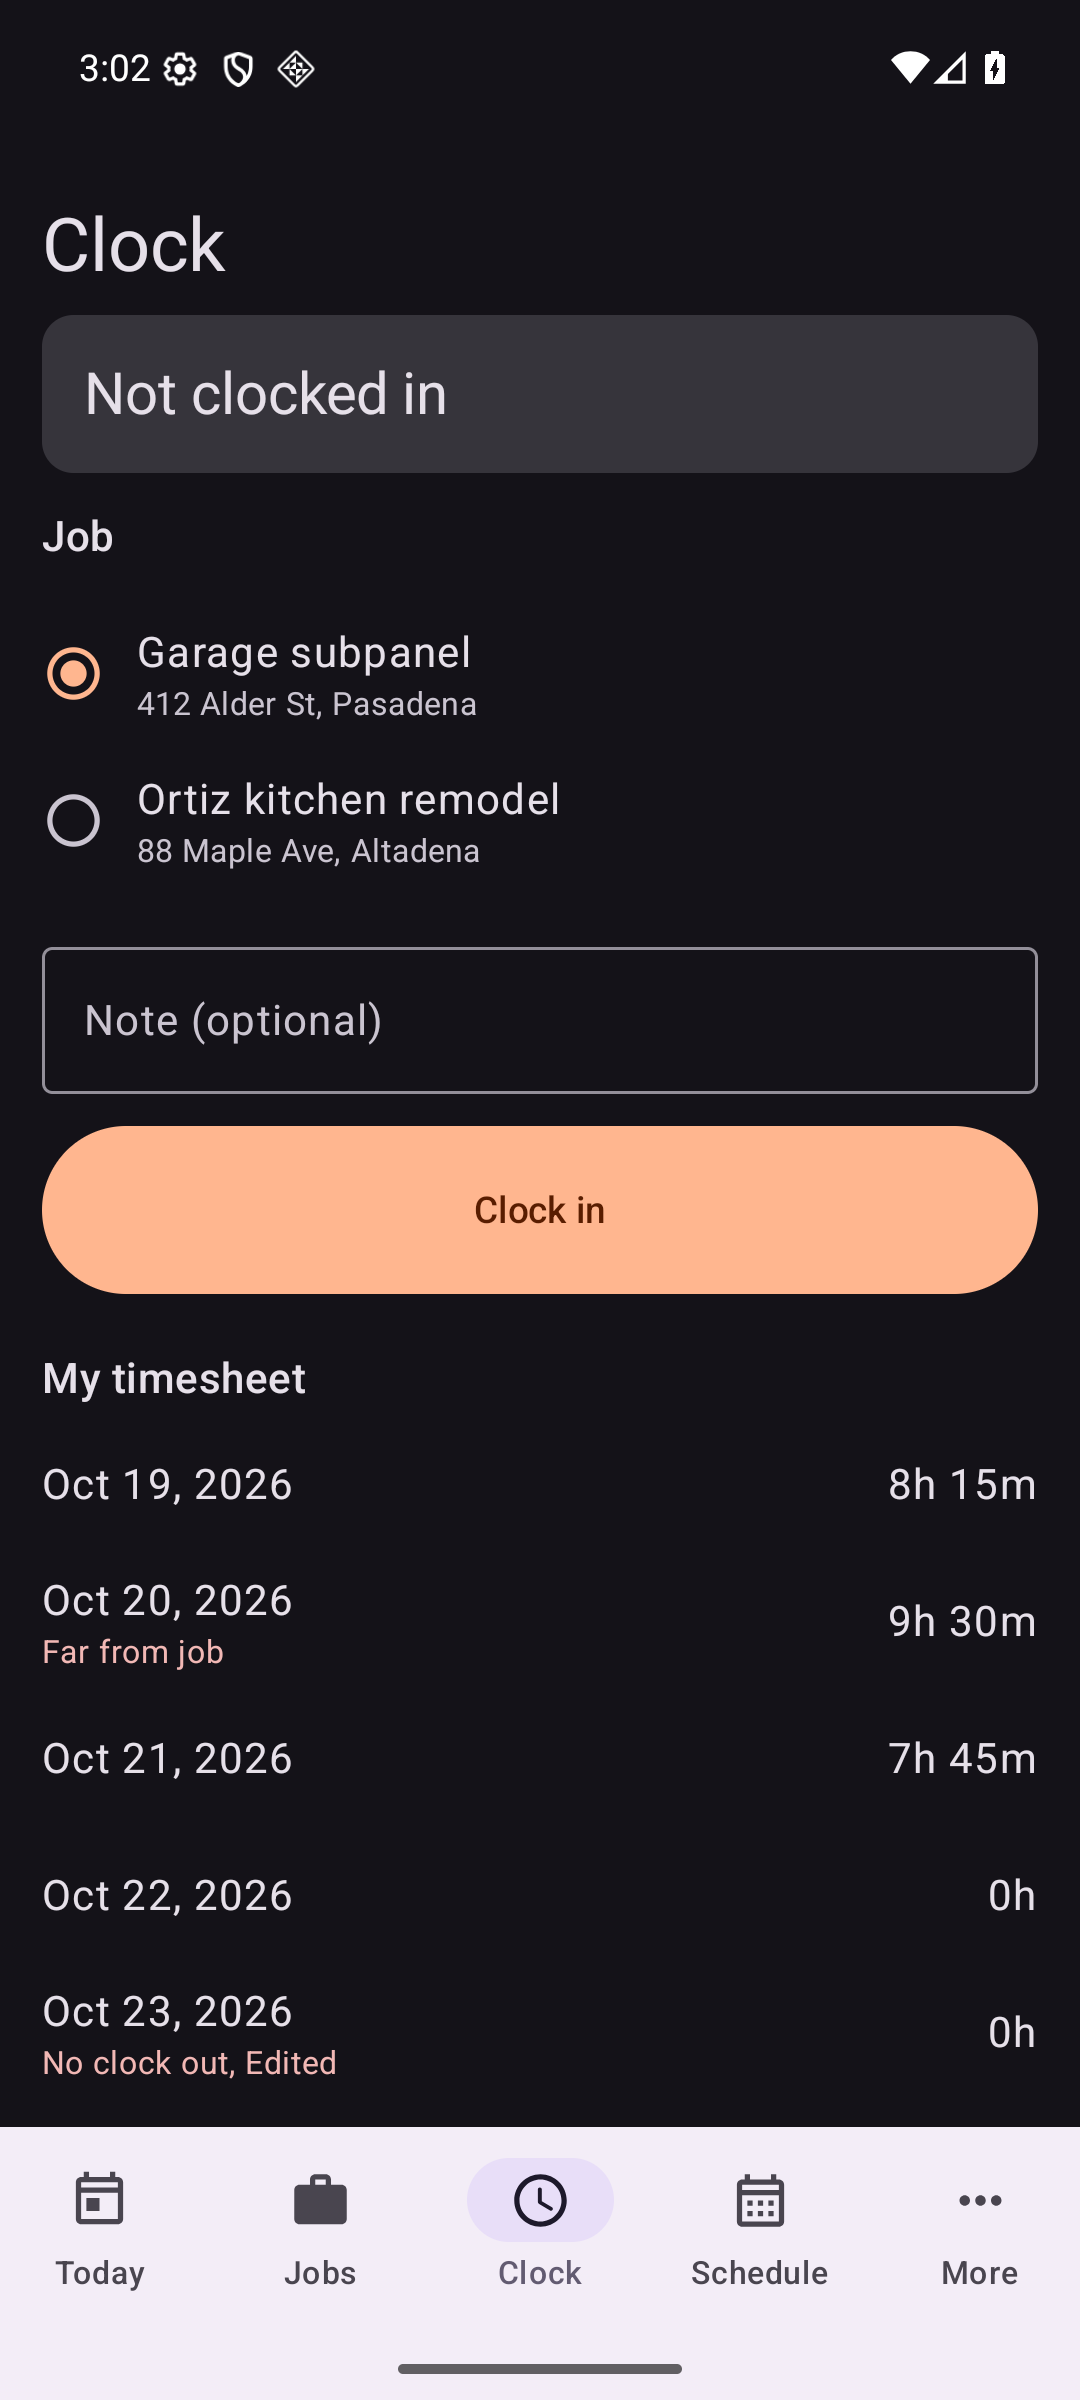 3:02
Clock
Not clocked in
Job
Garage subpanel
412 Alder St, Pasadena
Ortiz kitchen remodel
88 Maple Ave, Altadena
Note (optional)
Clock in
My timesheet
Oct 19, 2026 8h 15m
Oct 20, 2026 9h 30m
Far from job
Oct 21, 2026 7h 45m
Oct 22, 2026 0h
Oct 23, 2026 0h
No clock out, Edited
Today Jobs Clock Schedule More